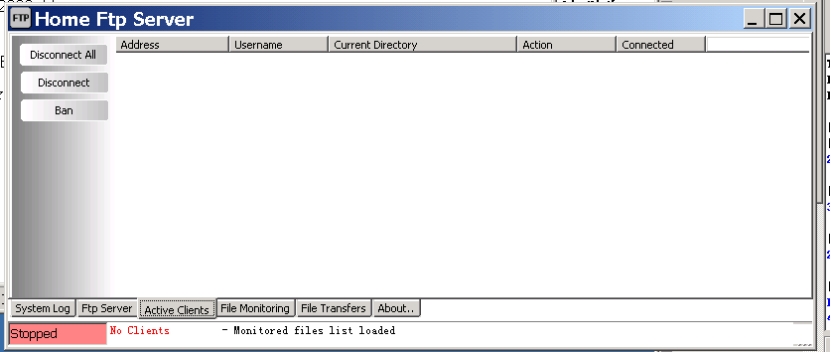 FTP Home Ftp Server
Disconnect All
Disconnect
Ban
Address Username Current Directory Action Connected
System Log Ftp Server Active Clients File Monitoring File Transfers About..
Stopped No Clients - Monitored files list loaded